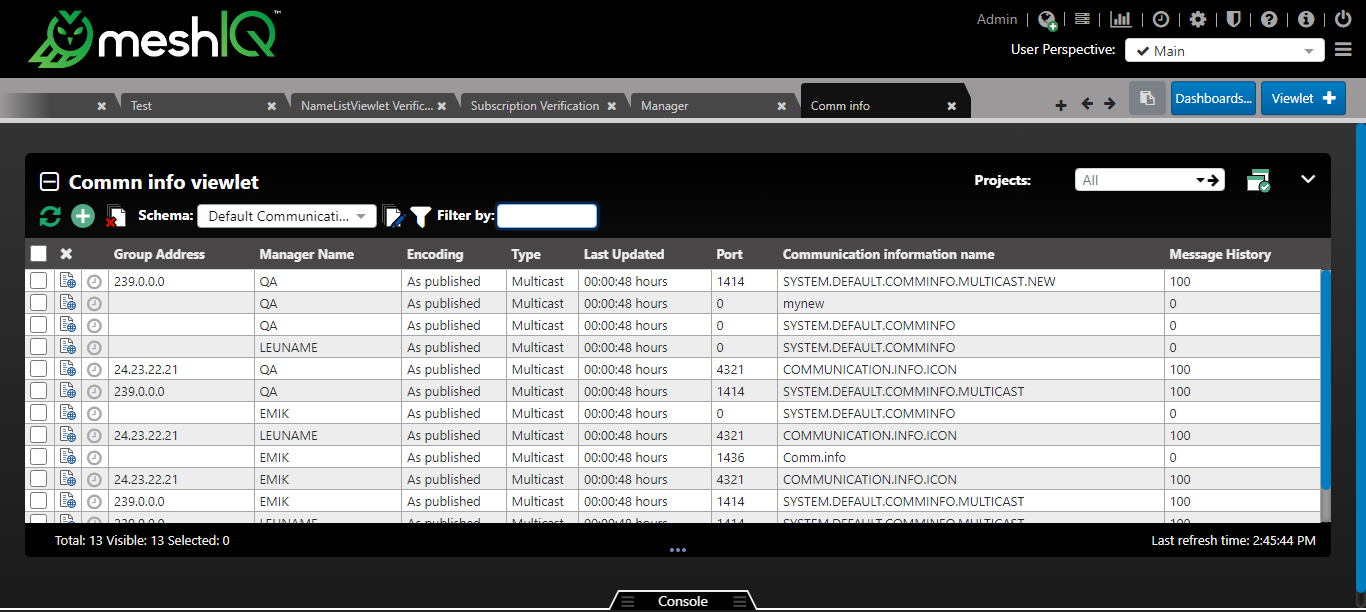 meshIQ™
Admin
User Perspective: Main
Test
NameListViewlet Verific...
Subscription Verification
Manager
Comm info
Dashboards...
Viewlet
Commn info viewlet
Projects: All
Schema: Default Communicati... Filter by:
Group Address Manager Name Encoding Type Last Updated Port Communication information name Message History
239.0.0.0 QA As published Multicast 00:00:48 hours 1414 SYSTEM.DEFAULT.COMMINFO.MULTICAST.NEW 100
QA As published Multicast 00:00:48 hours 0 mynew 0
QA As published Multicast 00:00:48 hours 0 SYSTEM.DEFAULT.COMMINFO 0
LEUNAME As published Multicast 00:00:48 hours 0 SYSTEM.DEFAULT.COMMINFO 0
24.23.22.21 QA As published Multicast 00:00:48 hours 4321 COMMUNICATION.INFO.ICON 100
239.0.0.0 QA As published Multicast 00:00:48 hours 1414 SYSTEM.DEFAULT.COMMINFO.MULTICAST 100
EMIK As published Multicast 00:00:48 hours 0 SYSTEM.DEFAULT.COMMINFO 0
24.23.22.21 LEUNAME As published Multicast 00:00:48 hours 4321 COMMUNICATION.INFO.ICON 100
EMIK As published Multicast 00:00:48 hours 1436 Comm.info 0
24.23.22.21 EMIK As published Multicast 00:00:48 hours 4321 COMMUNICATION.INFO.ICON 100
239.0.0.0 EMIK As published Multicast 00:00:48 hours 1414 SYSTEM.DEFAULT.COMMINFO.MULTICAST 100
239.0.0.0 LEUNAME As published Multicast 00:00:48 hours 1414 SYSTEM.DEFAULT.COMMINFO.MULTICAST 100
Total: 13 Visible: 13 Selected: 0
Last refresh time: 2:45:44 PM
Console